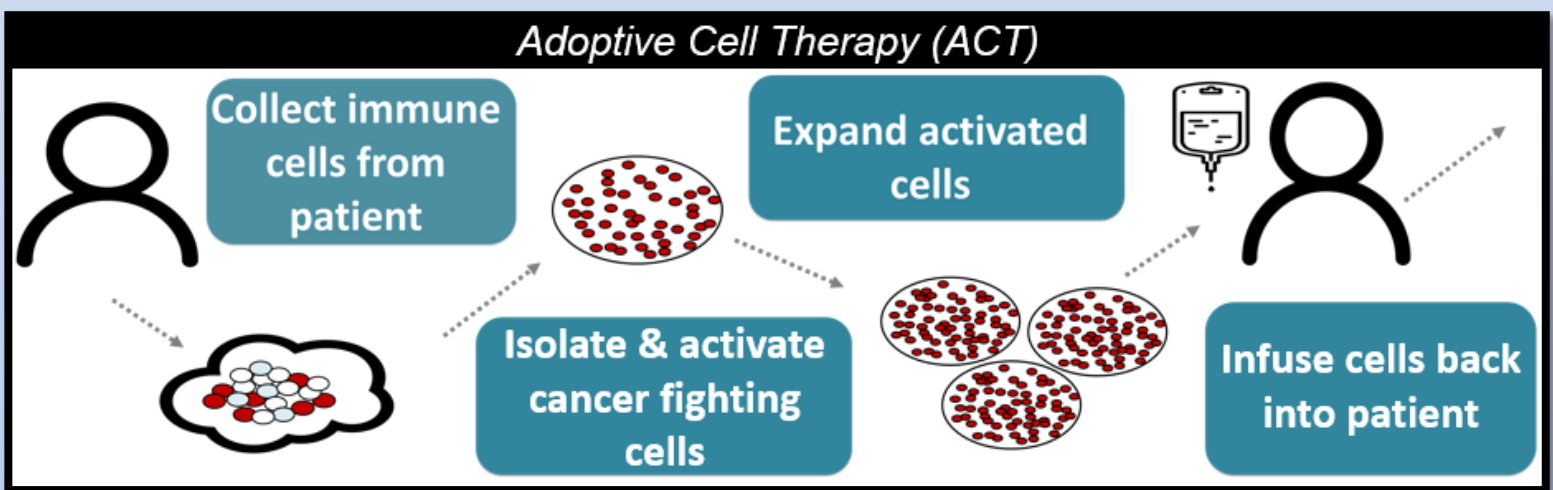 Adoptive Cell Therapy (ACT)
Collect immune
cells from
patient
Isolate & activate
cancer fighting
cells
Expand activated
cells
Infuse cells back
into patient